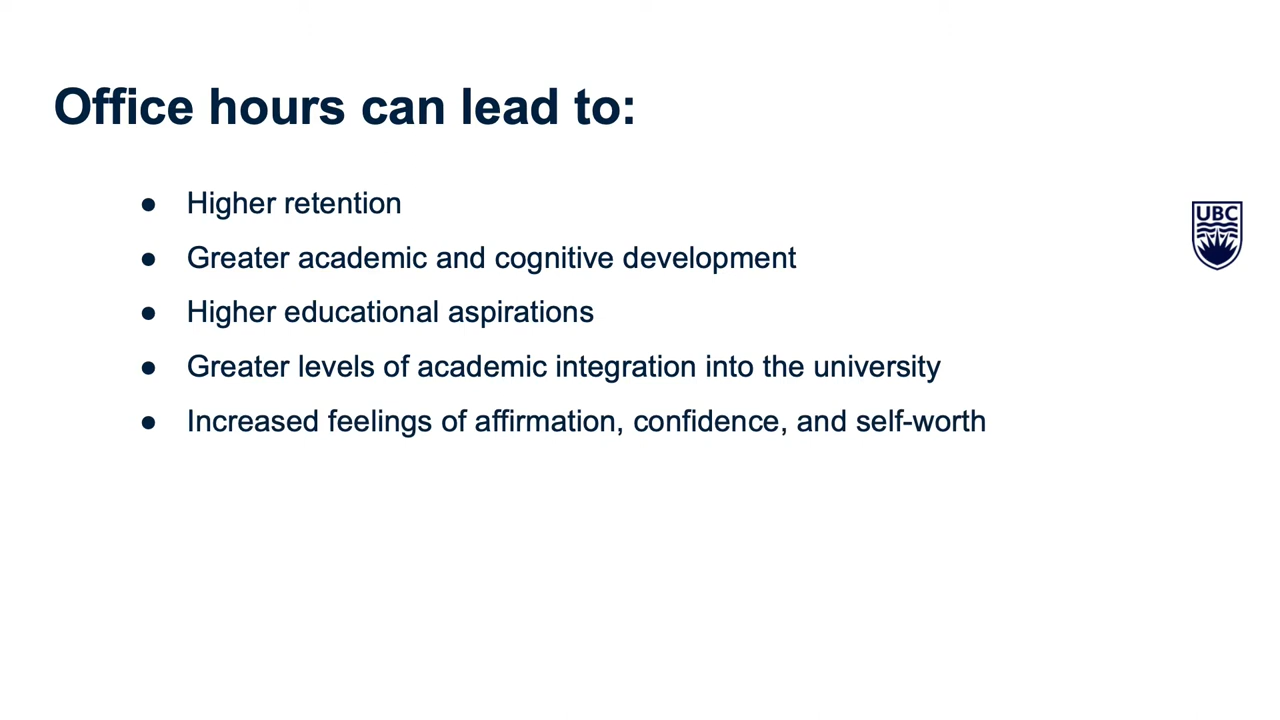 Office hours can lead to:
● Higher retention
● Greater academic and cognitive development
UBC
● Higher educational aspirations
● Greater levels of academic integration into the university
● Increased feelings of affirmation, confidence, and self-worth